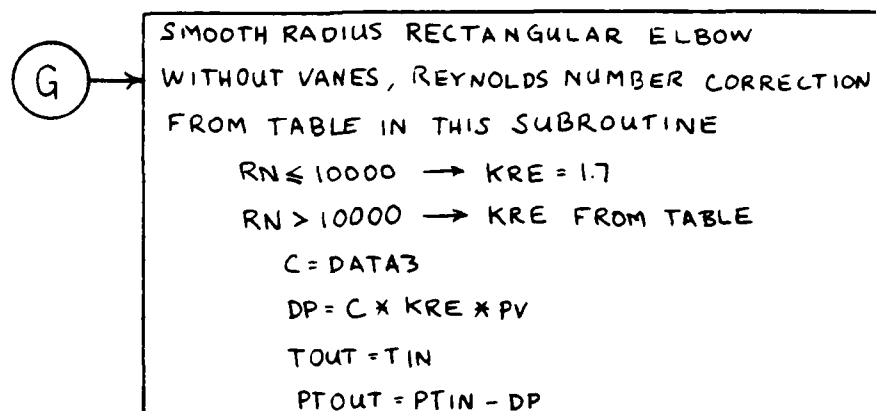 SMOOTH RADIUS RECTANGULAR ELBOW
G
WITHOUT VANES, REYNOLDS NUMBER CORRECTION
FROM TABLE IN THIS SUBROUTINE
RN ≤ 10000 → KRE = 1.7
RN > 10000 → KRE FROM TABLE
C = DATA3
DP = C * KRE * PV
TOUT = TIN
PTOUT = PTIN - DP